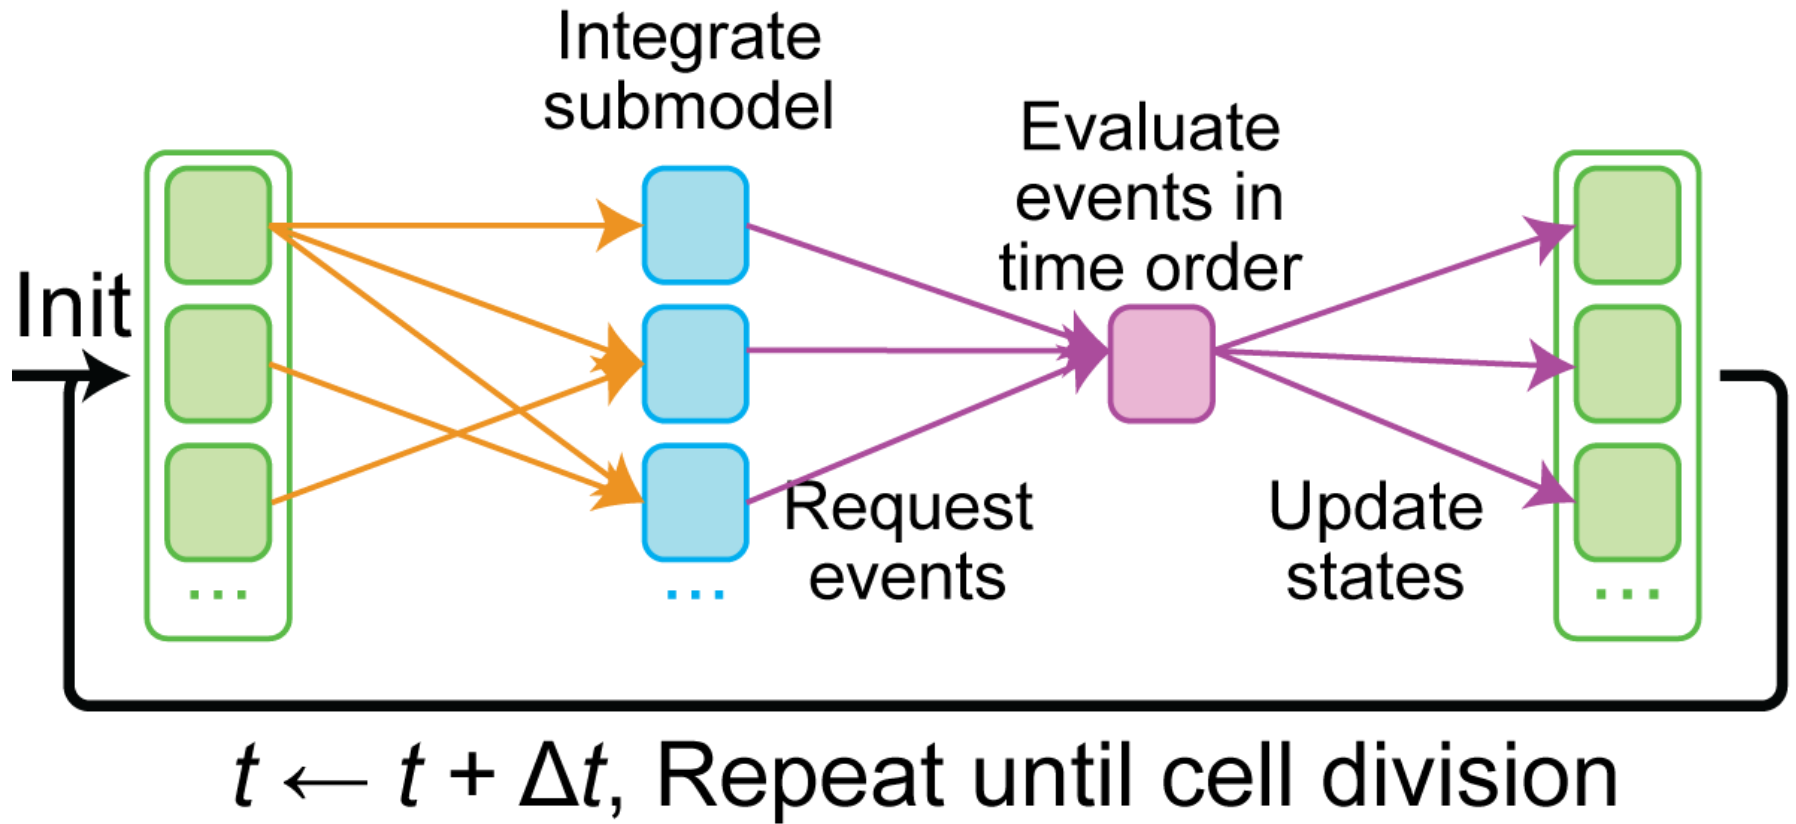 Integrate
submodel
Evaluate
events in
time order
Init
Request
events
Update
states
...
...
...
t ← t + Δt, Repeat until cell division